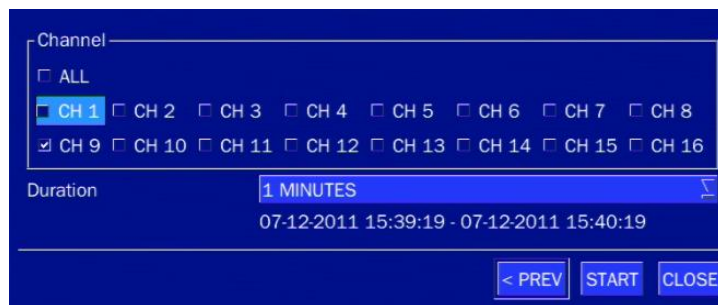 Channel
ALL
CH 1 CH 2 CH 3 CH 4 CH 5 CH 6 CH 7 CH 8
CH 9 CH 10 CH 11 CH 12 CH 13 CH 14 CH 15 CH 16
Duration 1 MINUTES
07-12-2011 15:39:19 - 07-12-2011 15:40:19
< PREV START CLOSE